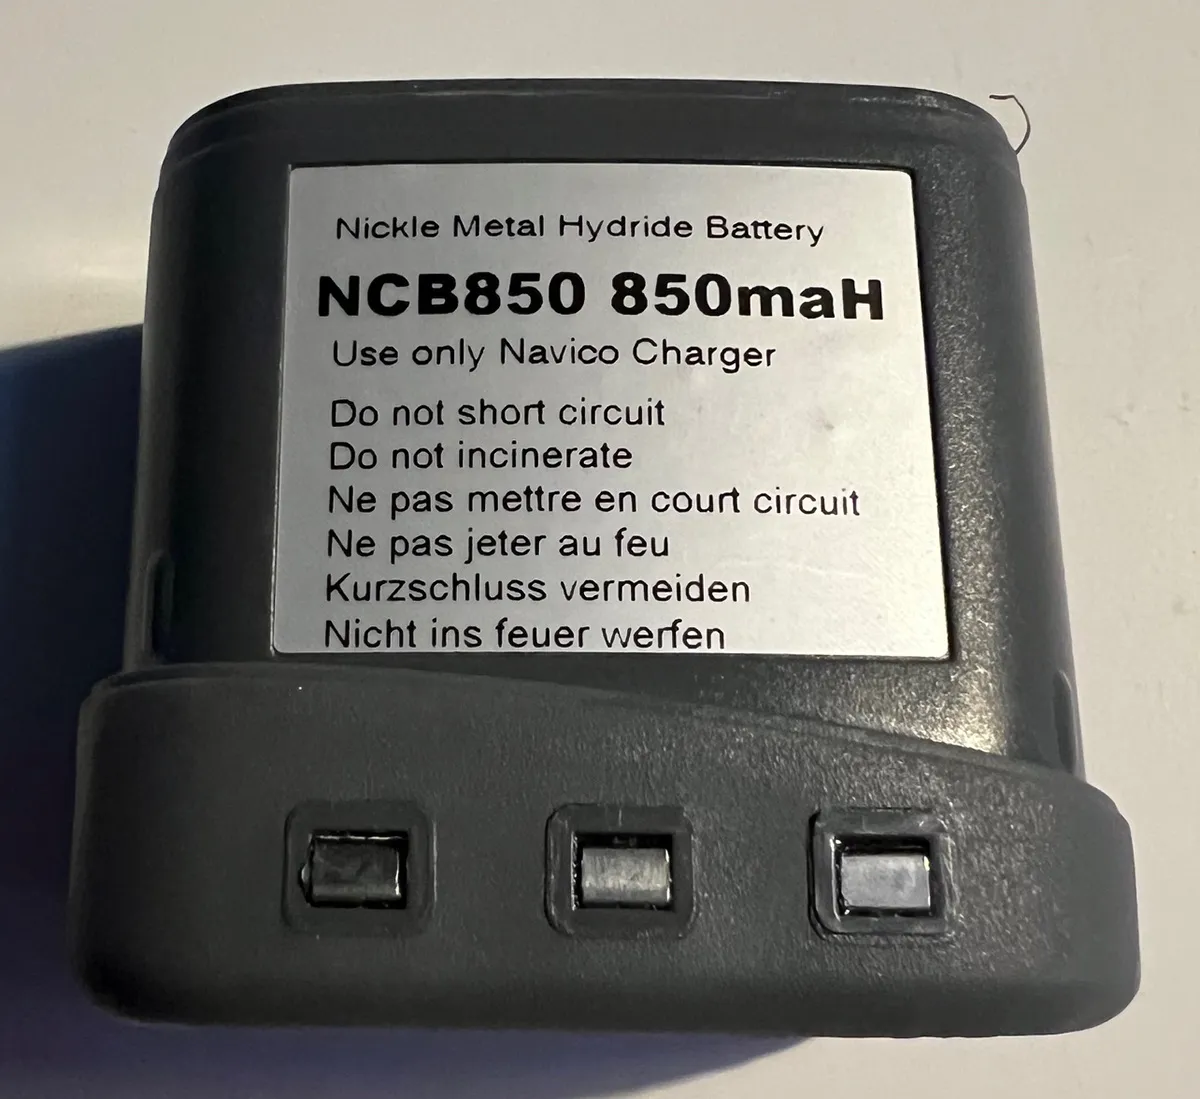 Nickle Metal Hydride Battery
NCB850 850maH
Use only Navico Charger
Do not short circuit
Do not incinerate
Ne pas mettre en court circuit
Ne pas jeter au feu
Kurzschluss vermeiden
Nicht ins feuer werfen